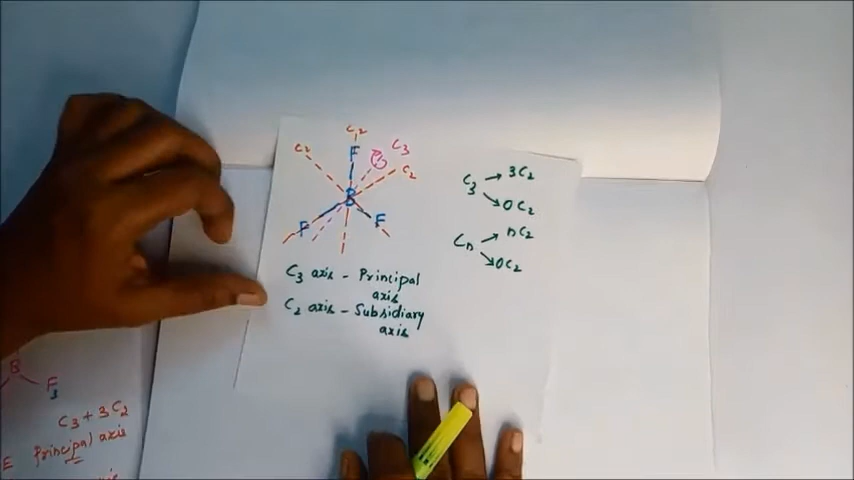 C2
C2 F C3
C2
B
F F
C3 axis - Principal
axis
C2 axis - Subsidiary
axis
C3 → 3C2
→ 0C2
Cn → nC2
→ 0C2
B F3
C3 + 3C2
E Principal axis